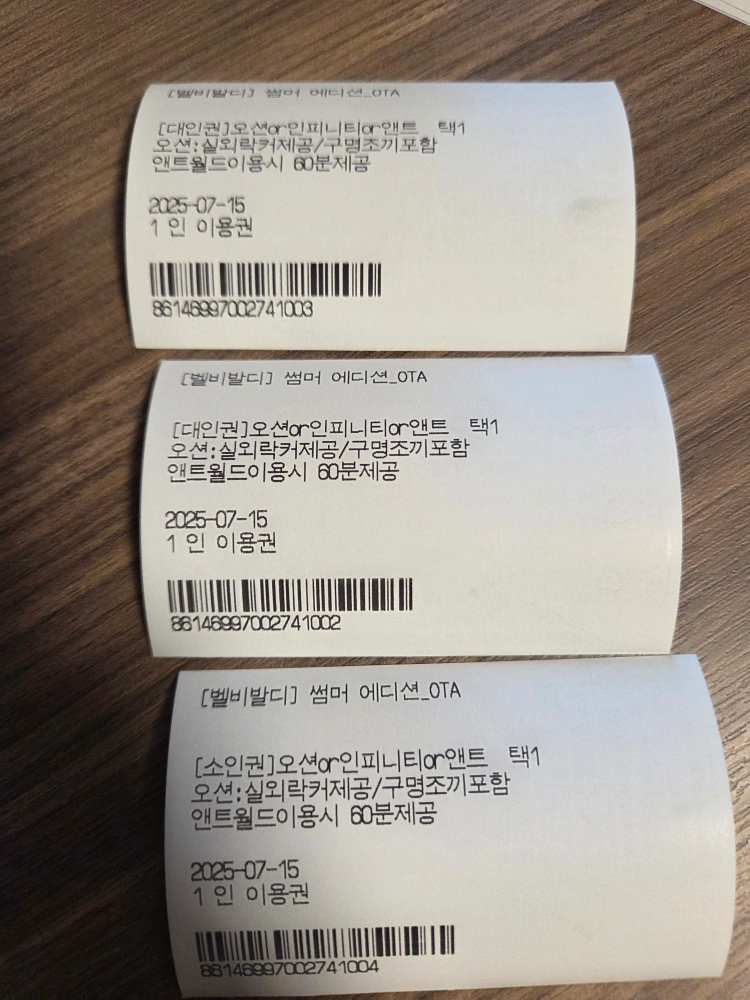 [벨비발디] 썸머 에디션_OTA
[대인권]오션or인피니티or앤트 택1
오션:실외락커제공/구명조끼포함
앤트월드이용시 60분제공
2025-07-15
1 인 이용권
86146997002741003
[벨비발디] 썸머 에디션_OTA
[대인권]오션or인피니티or앤트 택1
오션:실외락커제공/구명조끼포함
앤트월드이용시 60분제공
2025-07-15
1 인 이용권
86146997002741002
[벨비발디] 썸머 에디션_OTA
[소인권]오션or인피니티or앤트 택1
오션:실외락커제공/구명조끼포함
앤트월드이용시 60분제공
2025-07-15
1 인 이용권
86146997002741004